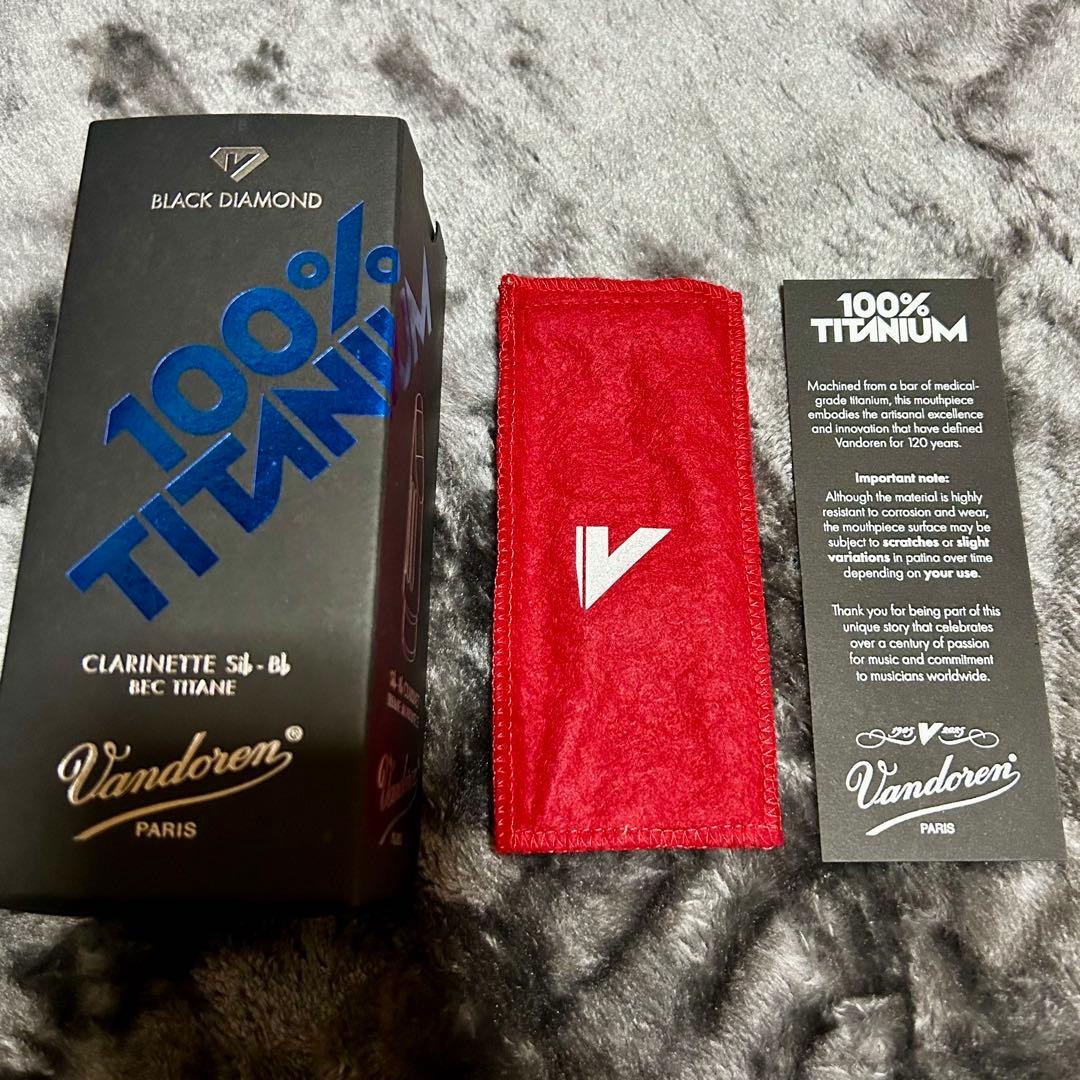 BLACK DIAMOND
100%
TITANIUM
CLARINETTE Si♭ - B♭
BEC TITANE
Vandoren®
PARIS
V
100%
TITANIUM
Machined from a bar of medical-
grade titanium, this mouthpiece
embodies the artisanal excellence
and innovation that have defined
Vandoren for 120 years.
Important note:
Although the material is highly
resistant to corrosion and wear,
the mouthpiece surface may be
subject to scratches or slight
variations in patina over time
depending on your use.
Thank you for being part of this
unique story that celebrates
over a century of passion
for music and commitment
to musicians worldwide.
1905 V 2025
Vandoren®
PARIS